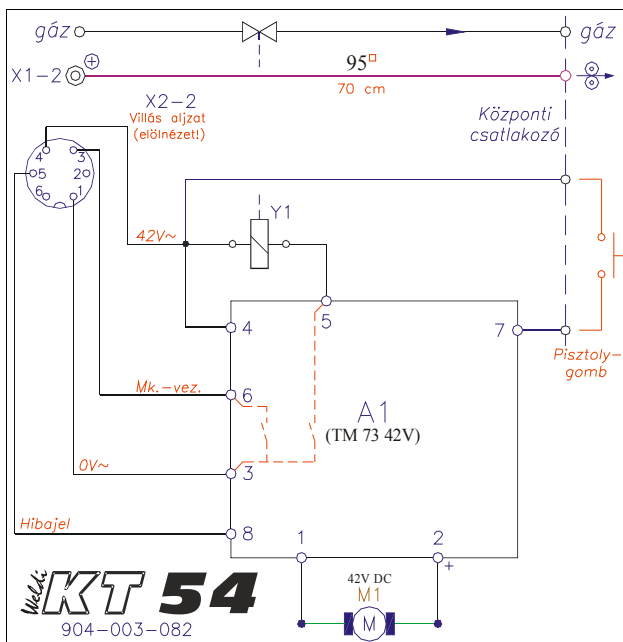 gáz
gáz
X1-2
+
95□
70 cm
X2-2
Villás aljzat
(elölnézet!)
Központi
csatlakozó
4
3
5
2
6
1
42V~
Y1
4
5
7
Pisztoly-
gomb
Mk.-vez.
6
A1
(TM 73 42V)
0V~
3
Hibajel
8
1
2
+
42V DC
M1
M
Weldi KT 54
904-003-082